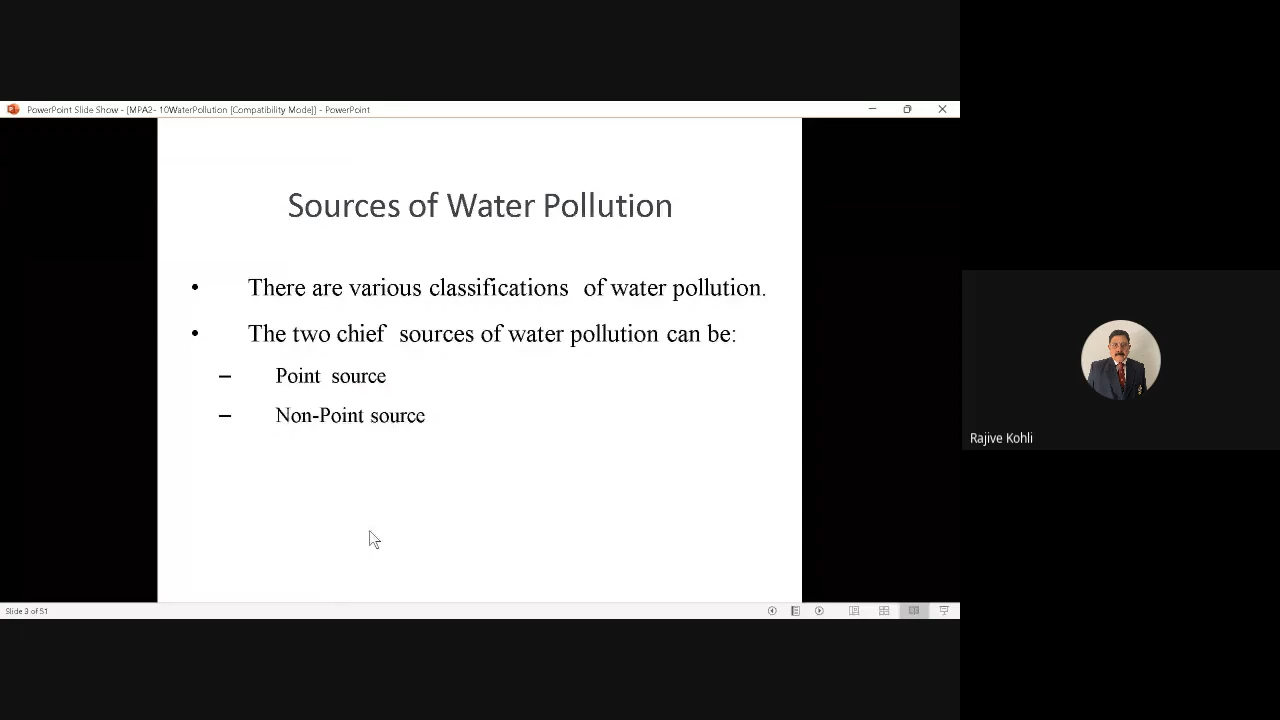 PowerPoint Slide Show - [MPA2- 10WaterPollution [Compatibility Mode]] - PowerPoint
Sources of Water Pollution
• There are various classifications of water pollution.
• The two chief sources of water pollution can be:
– Point source
– Non-Point source
Rajive Kohli
Slide 3 of 51